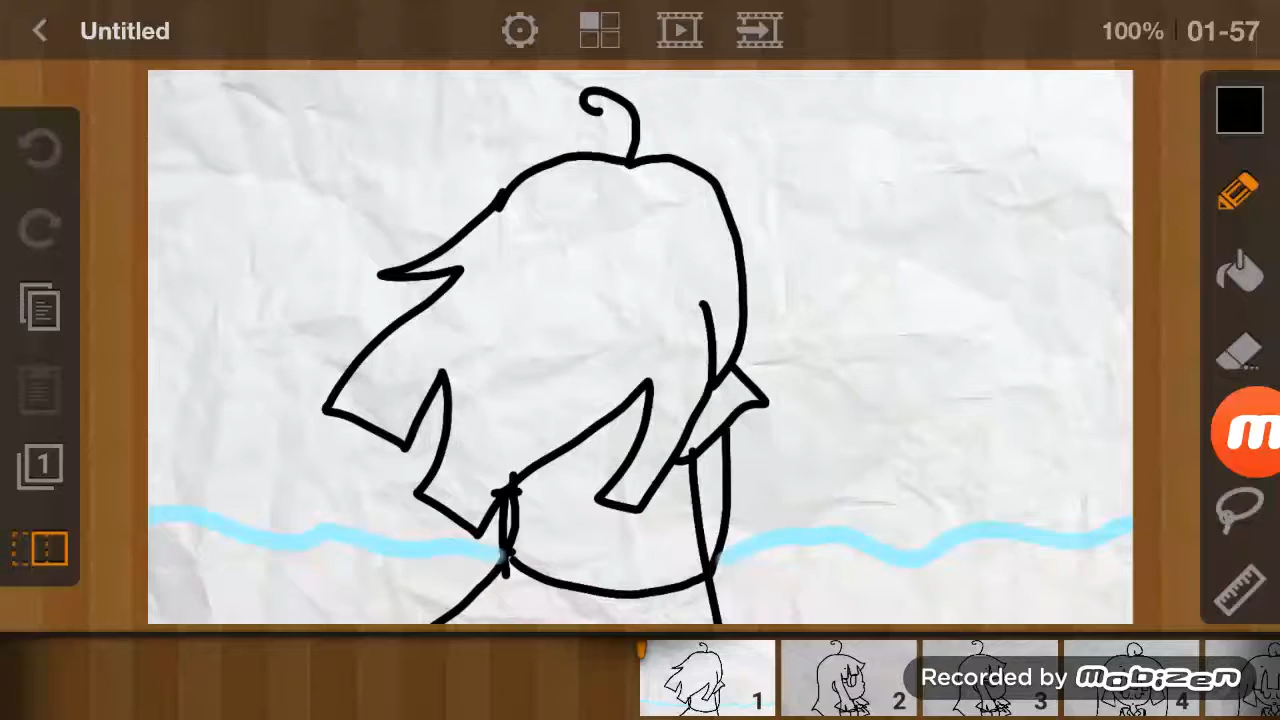 Untitled
100% 01-57
1
m
1 2 3 4
Recorded by mobizen